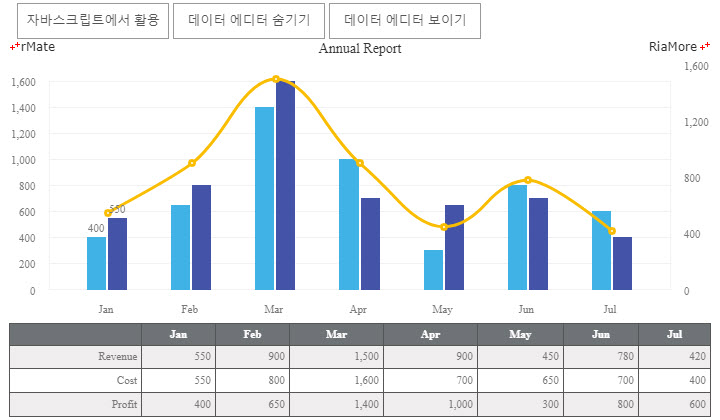 자바스크립트에서 활용 데이터 에디터 숨기기 데이터 에디터 보이기
rMate Annual Report RiaMore
1,600
1,600
1,400
1,200
1,200
1,000
800
800
600
550
400
400
400
200
0
0
Jan Feb Mar Apr May Jun Jul
Jan Feb Mar Apr May Jun Jul
Revenue 550 900 1,500 900 450 780 420
Cost 550 800 1,600 700 650 700 400
Profit 400 650 1,400 1,000 300 800 600